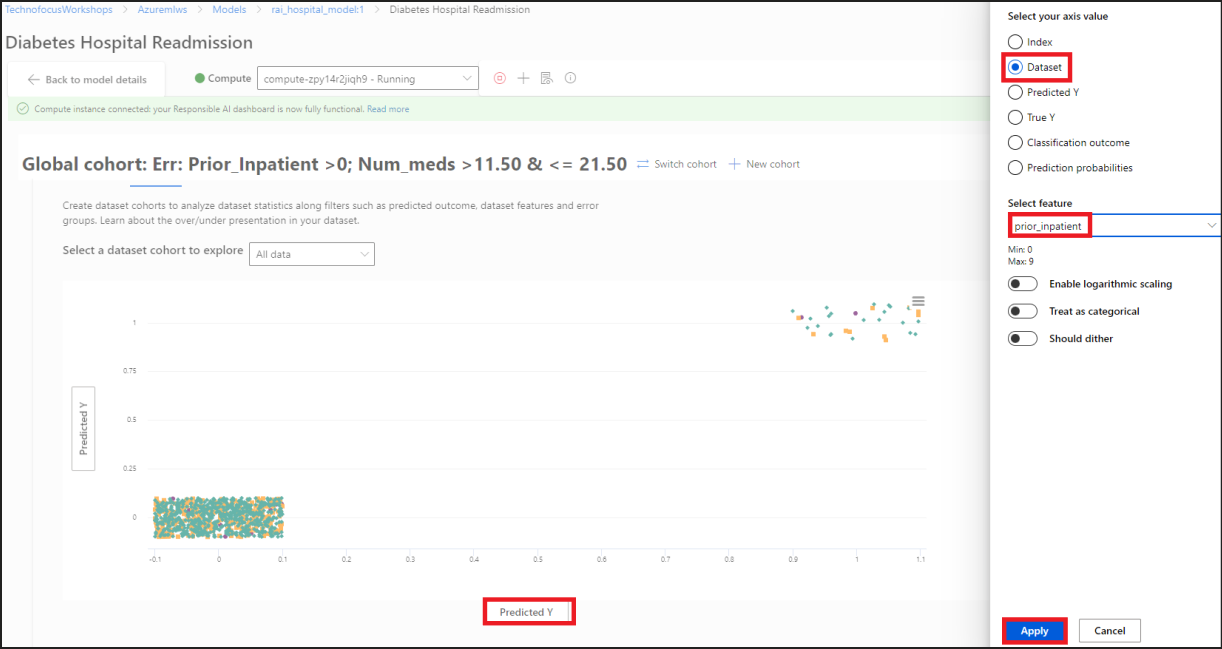 TechnofocusWorkshops > Azuremlws > Models > rai_hospital_model:1 > Diabetes Hospital Readmission
Diabetes Hospital Readmission
Back to model details
Compute
compute-zpy14r2jiqh9 - Running
Compute instance connected: your Responsible AI dashboard is now fully functional. Read more
Global cohort: Err: Prior_Inpatient >0; Num_meds >11.50 & <= 21.50
Switch cohort
New cohort
Create dataset cohorts to analyze dataset statistics along filters such as predicted outcome, dataset features and error
groups. Learn about the over/under presentation in your dataset.
Select a dataset cohort to explore
All data
1
0.75
0.5
0.25
0
Predicted Y
-0.1 0 0.1 0.2 0.3 0.4 0.5 0.6 0.7 0.8 0.9 1 1.1
Predicted Y
Select your axis value
Index
Dataset
Predicted Y
True Y
Classification outcome
Prediction probabilities
Select feature
prior_inpatient
Min: 0
Max: 9
Enable logarithmic scaling
Treat as categorical
Should dither
Apply
Cancel